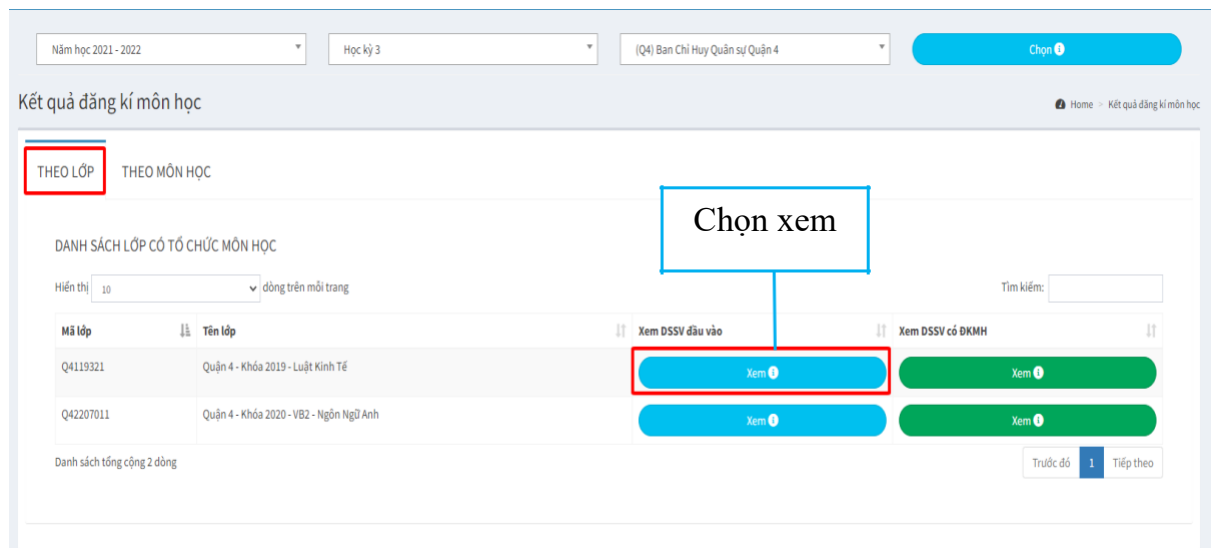 Năm học 2021 - 2022 Học kỳ 3 (Q4) Ban Chỉ Huy Quân sự Quận 4 Chọn
Kết quả đăng kí môn học Home > Kết quả đăng kí môn học
THEO LỚP THEO MÔN HỌC
Chọn xem
DANH SÁCH LỚP CÓ TỔ CHỨC MÔN HỌC
Hiển thị 10 dòng trên mỗi trang Tìm kiếm:
Mã lớp Tên lớp Xem DSSV đầu vào Xem DSSV có ĐKMH
Q4119321 Quận 4 - Khóa 2019 - Luật Kinh Tế Xem Xem
Q42207011 Quận 4 - Khóa 2020 - VB2 - Ngôn Ngữ Anh Xem Xem
Danh sách tổng cộng 2 dòng Trước đó 1 Tiếp theo